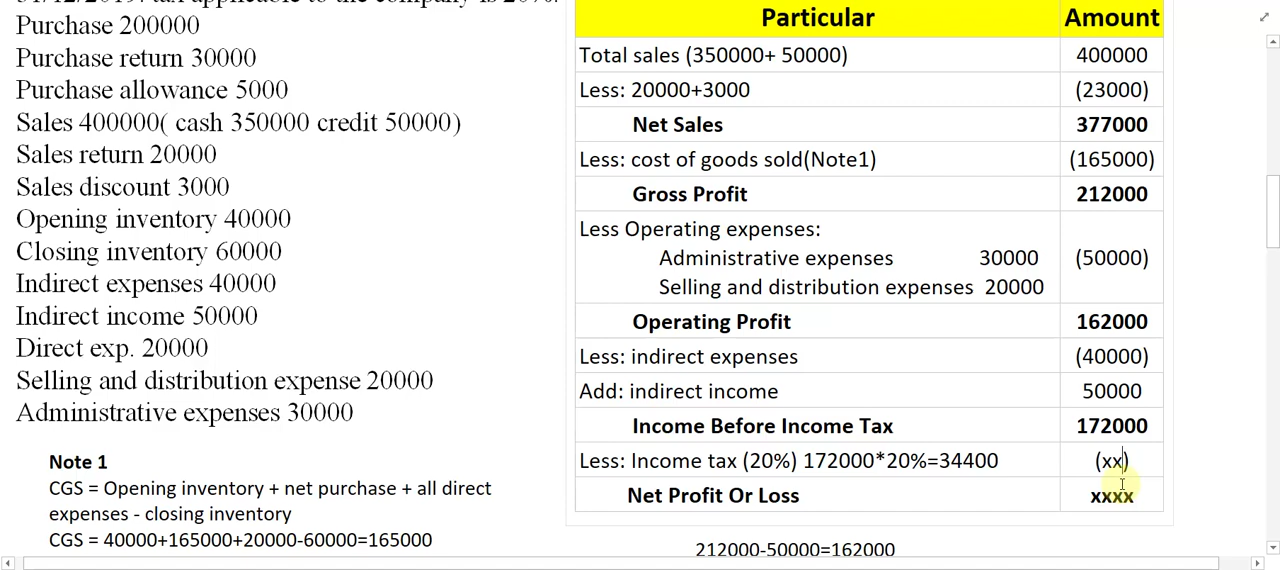 Purchase 200000
Purchase return 30000
Purchase allowance 5000
Sales 400000( cash 350000 credit 50000)
Sales return 20000
Sales discount 3000
Opening inventory 40000
Closing inventory 60000
Indirect expenses 40000
Indirect income 50000
Direct exp. 20000
Selling and distribution expense 20000
Administrative expenses 30000
Note 1
CGS = Opening inventory + net purchase + all direct
expenses - closing inventory
CGS = 40000+165000+20000-60000=165000
Particular Amount
Total sales (350000+ 50000) 400000
Less: 20000+3000 (23000)
Net Sales 377000
Less: cost of goods sold(Note1) (165000)
Gross Profit 212000
Less Operating expenses:
Administrative expenses 30000 (50000)
Selling and distribution expenses 20000
Operating Profit 162000
Less: indirect expenses (40000)
Add: indirect income 50000
Income Before Income Tax 172000
Less: Income tax (20%) 172000*20%=34400 (xx)
Net Profit Or Loss xxxx
212000-50000=162000